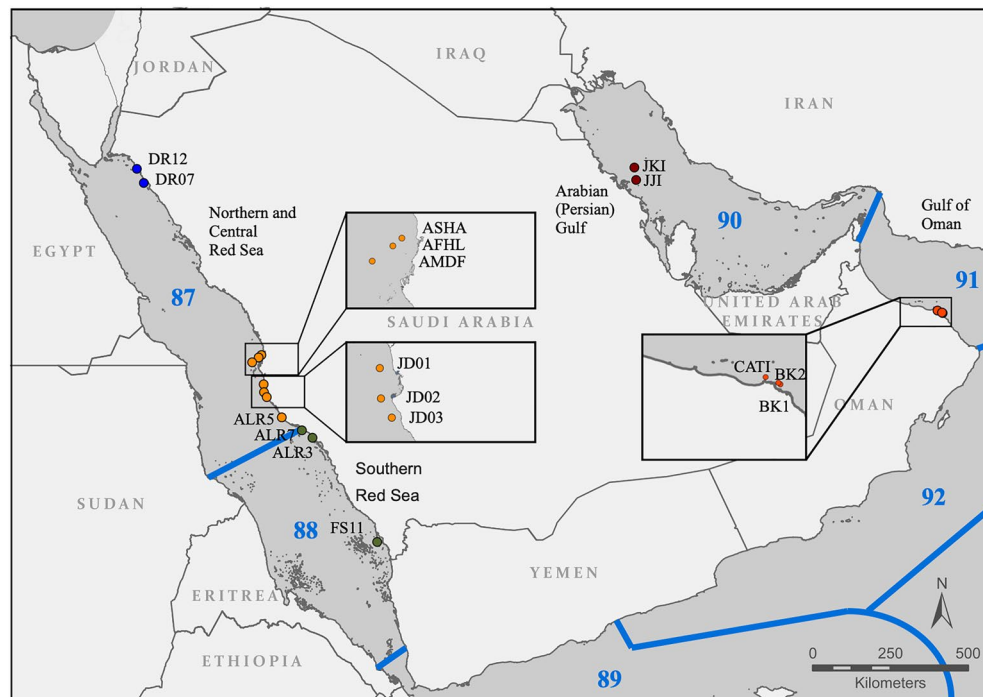 JORDAN
IRAQ
IRAN
DR12
DR07
JKI
JJI
Arabian
(Persian)
Gulf
Northern and
Central
Red Sea
90
Gulf of
Oman
EGYPT
ASHA
AFHL
AMDF
91
87
UNITED ARAB
EMIRATES
SAUDI ARABIA
JD01
JD02
JD03
CATI
BK2
BK1
OMAN
ALR5
ALR7
ALR3
Southern
Red Sea
SUDAN
92
88
FS11
YEMEN
ERITREA
N
ETHIOPIA
89
0 250 500
Kilometers